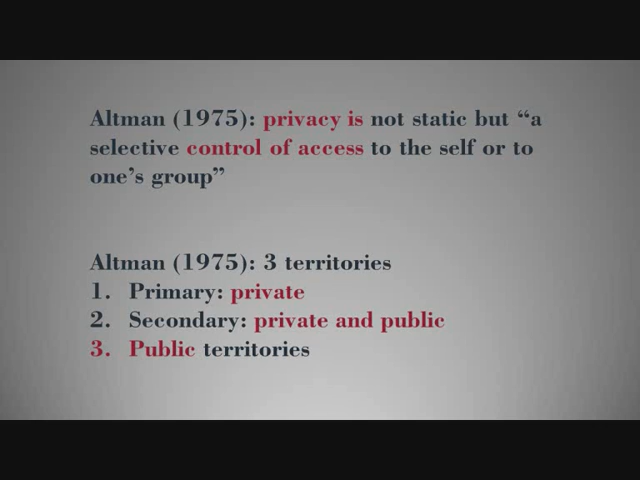 Altman (1975): privacy is not static but “a
selective control of access to the self or to
one’s group”
Altman (1975): 3 territories
1. Primary: private
2. Secondary: private and public
3. Public territories